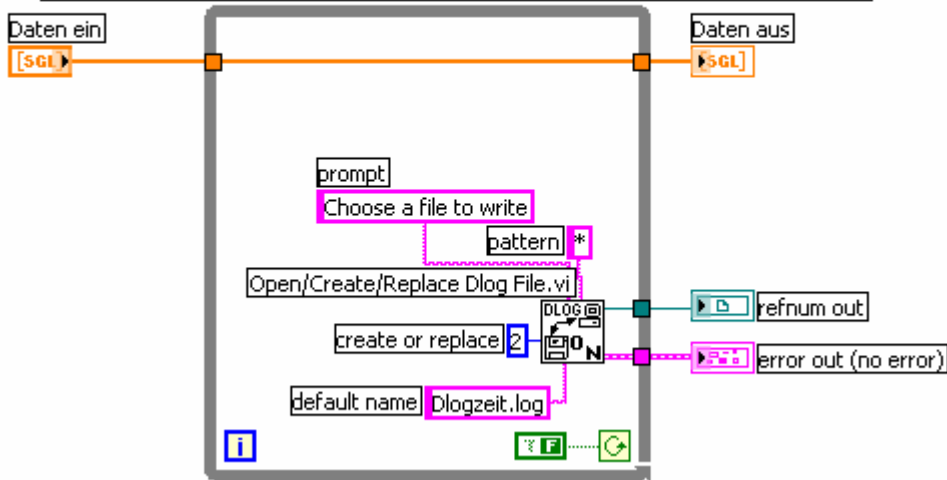 Daten ein
[SGL]
Daten aus
[SGL]
prompt
Choose a file to write
pattern *
Open/Create/Replace Dlog File.vi
DLOG
create or replace 2
O N
refnum out
error out (no error)
default name Dlogzeit.log
i
F